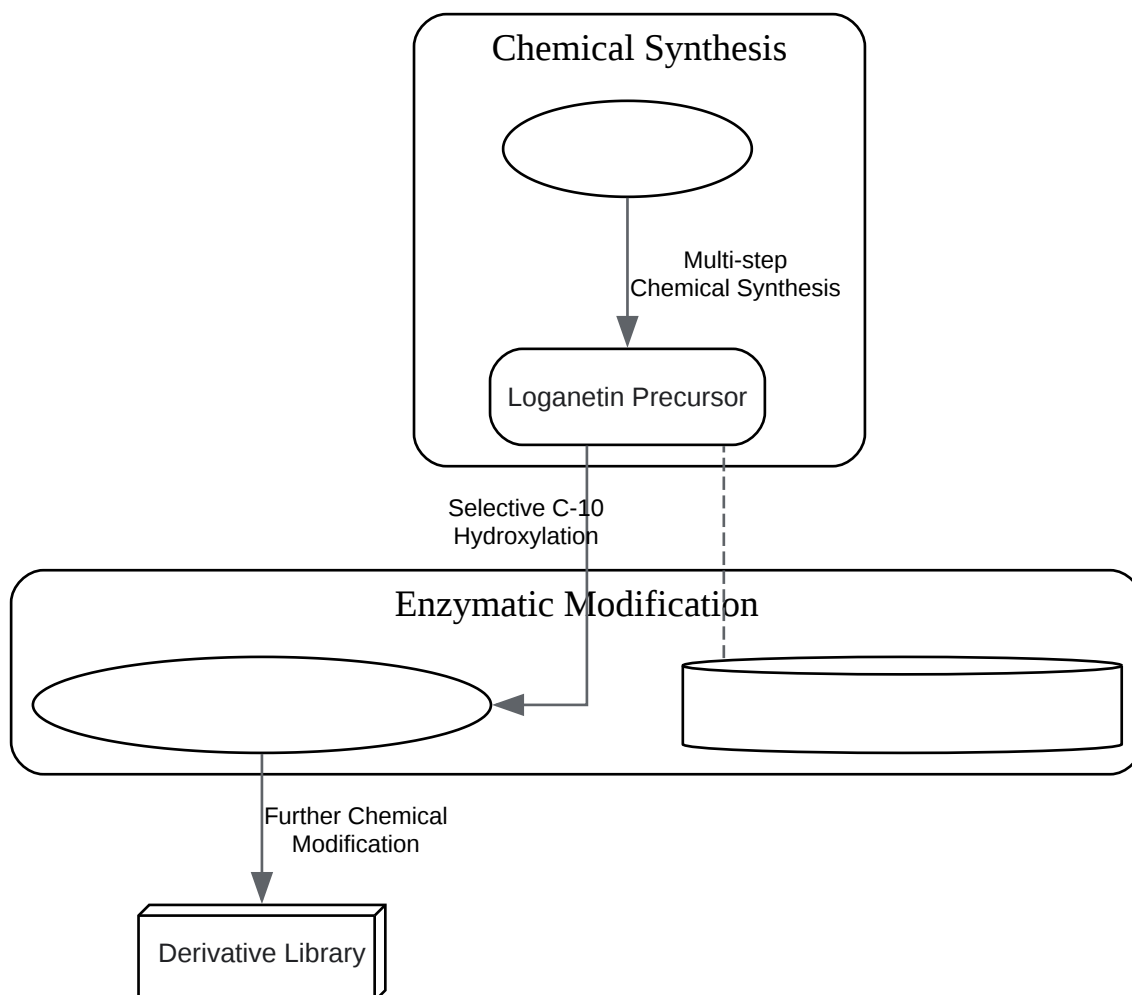 Chemical Synthesis
Multi-step
Chemical Synthesis
Loganetin Precursor
Selective C-10
Hydroxylation
Enzymatic Modification
Further Chemical
Modification
Derivative Library